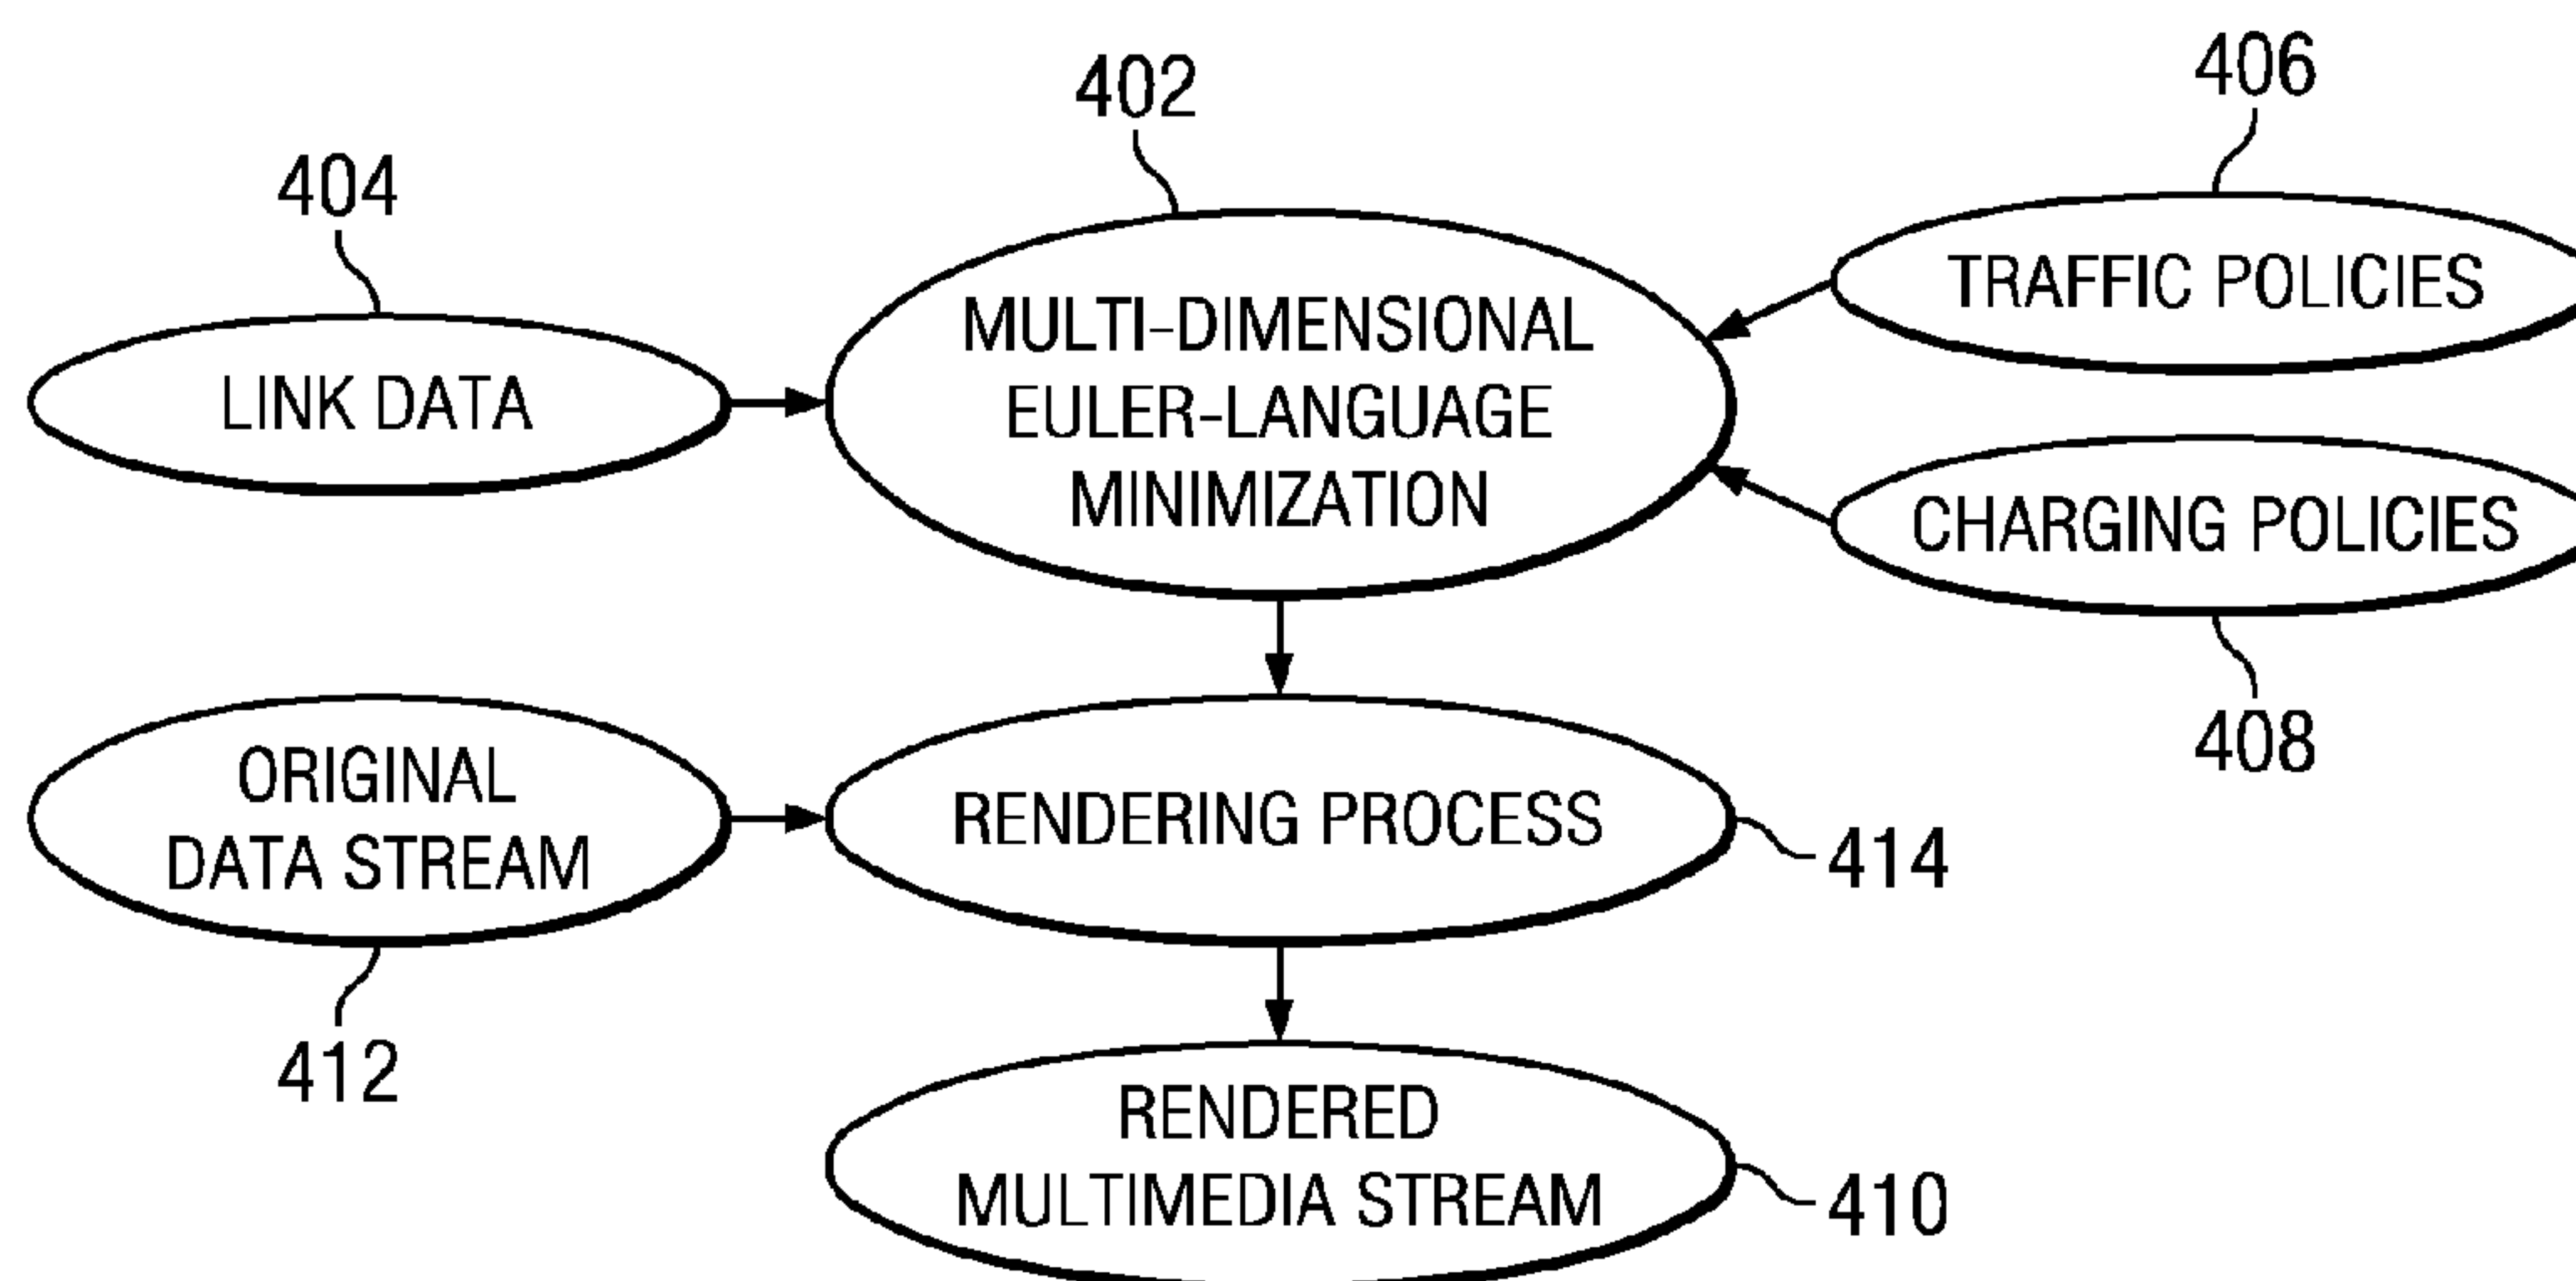 402
406
404
TRAFFIC POLICIES
MULTI-DIMENSIONAL
EULER-LANGUAGE
MINIMIZATION
LINK DATA
CHARGING POLICIES
408
ORIGINAL
DATA STREAM
RENDERING PROCESS
414
412
RENDERED
MULTIMEDIA STREAM
410